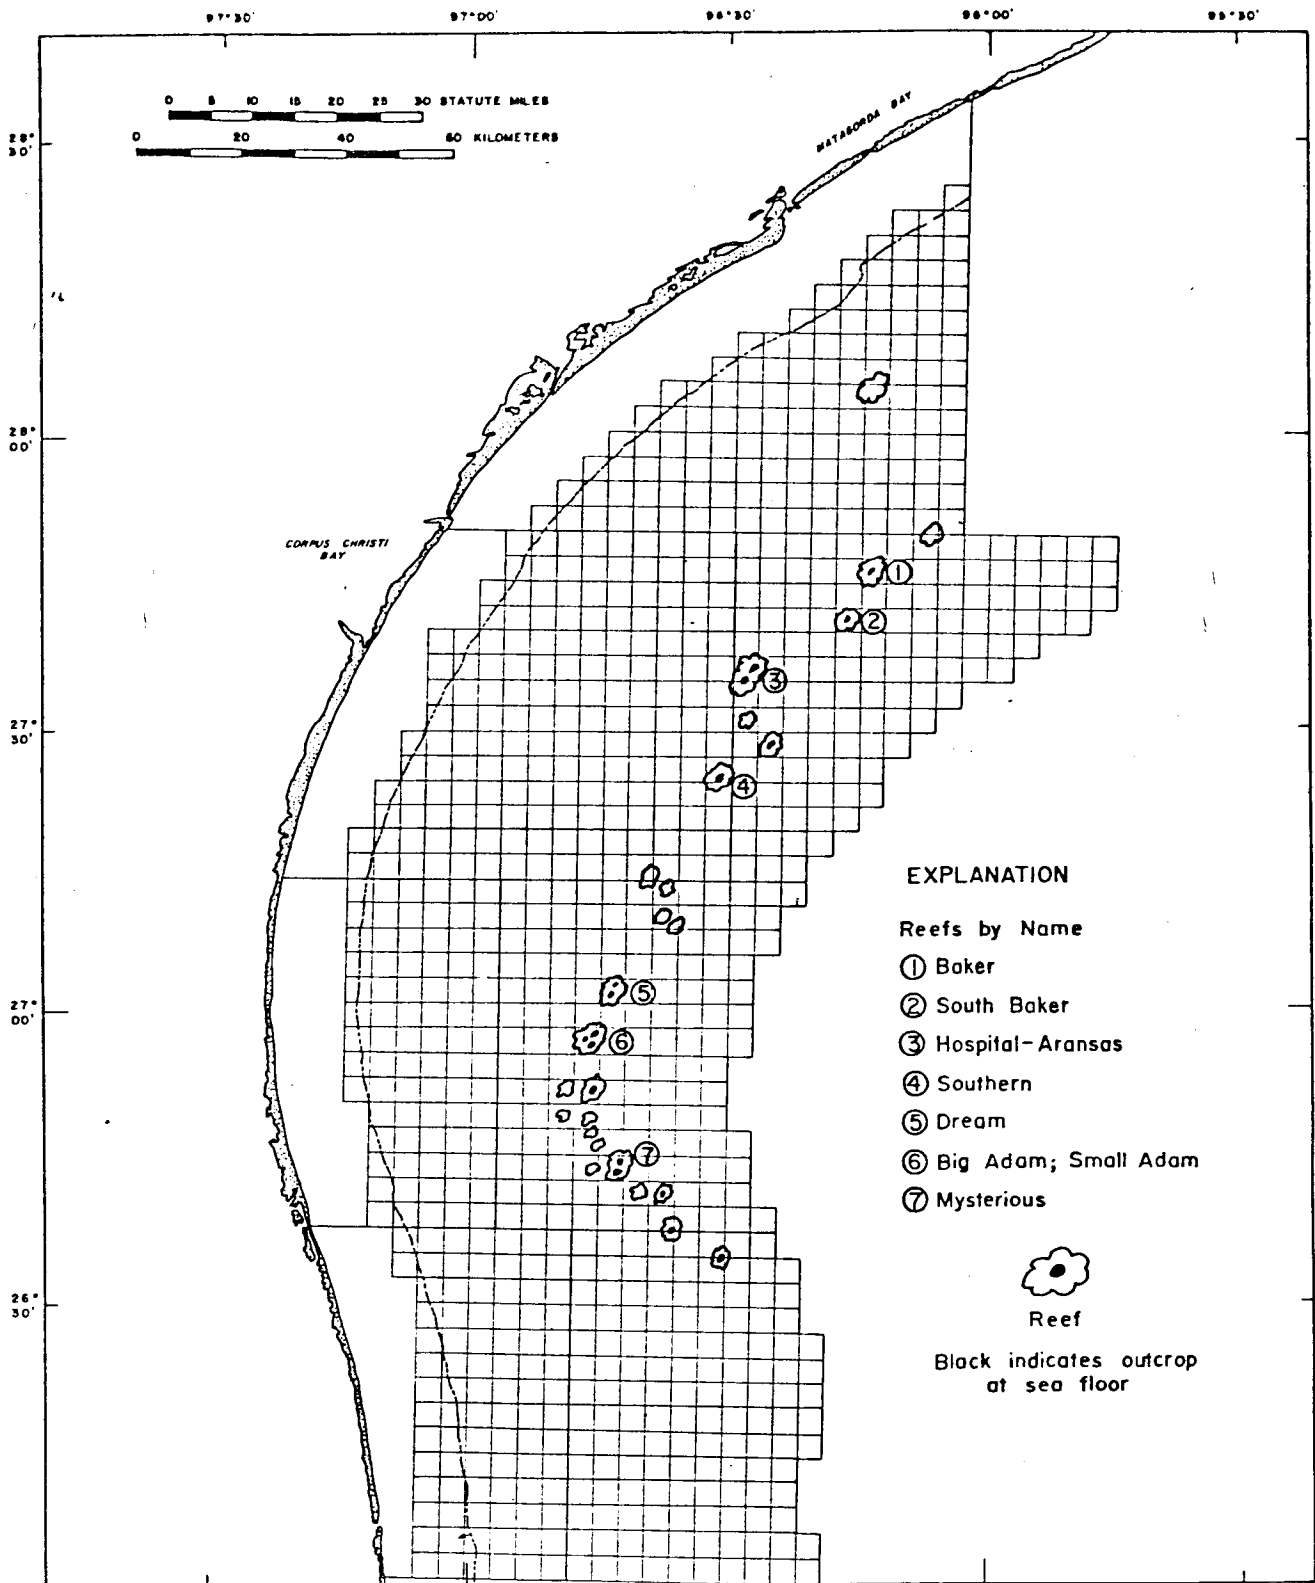 97°30' 97°00' 96°30' 96°00' 95°30'
0 5 10 15 20 25 30 STATUTE MILES
0 20 40 60 KILOMETERS
MATAGORDA BAY
28°
30'
28°
00'
CORPUS CHRISTI
BAY
1
2
3
27°
30'
4
EXPLANATION
Reefs by Name
1 Baker
2 South Baker
3 Hospital-Aransas
4 Southern
5 Dream
6 Big Adam; Small Adam
7 Mysterious
5
27°
00'
6
7
26°
30'
Reef
Black indicates outcrop
at sea floor